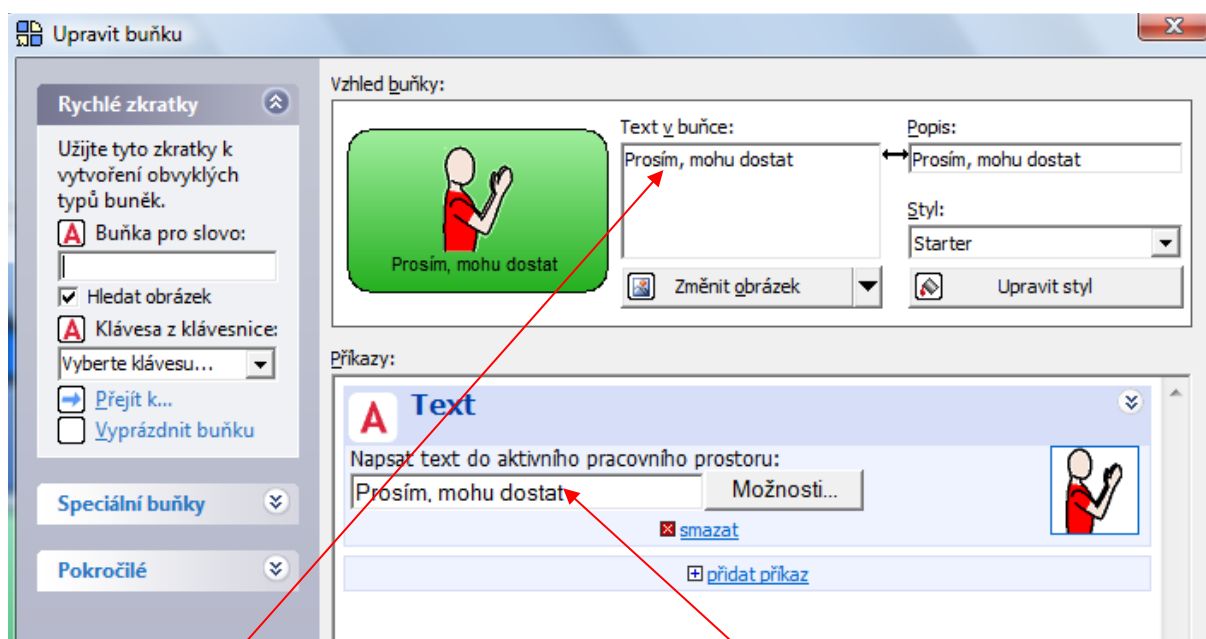 Upravit buňku
Rychlé zkratky
Užijte tyto zkratky k
vytvoření obvyklých
typů buněk.
A Buňka pro slovo:
Hledat obrázek
A Klávesa z klávesnice:
Vyberte klávesu...
Přejít k...
Vyprázdnit buňku
Speciální buňky
Pokročilé
Vzhled buňky:
Prosím, mohu dostat
Text v buňce:
Prosím, mohu dostat
Změnit obrázek
Popis:
Prosím, mohu dostat
Styl:
Starter
Upravit styl
Příkazy:
A Text
Napsat text do aktivního pracovního prostoru:
Prosím, mohu dostat
Možnosti...
smazat
přidat příkaz